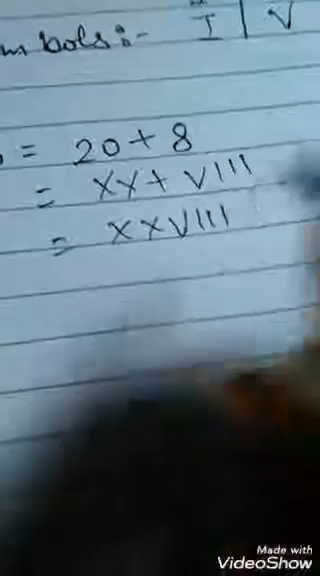 mbols:- I | V
= 20 + 8
= XX + VIII
= XXVIII
Made with
VideoShow